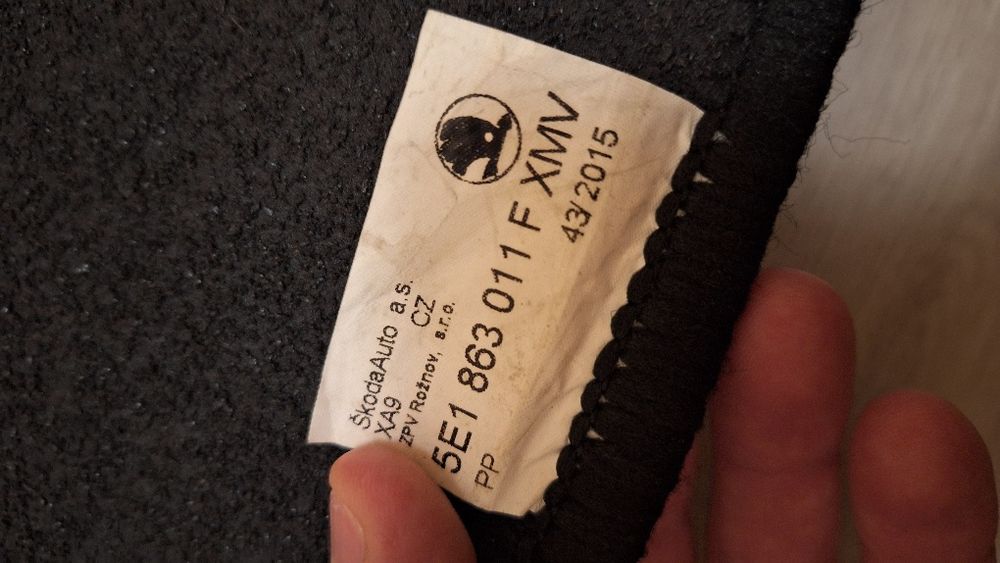 ŠkodaAuto a.s.
XA9 CZ
ZPV Rožnov, s.r.o.
5E1 863 011 F XMV
PP 43/2015